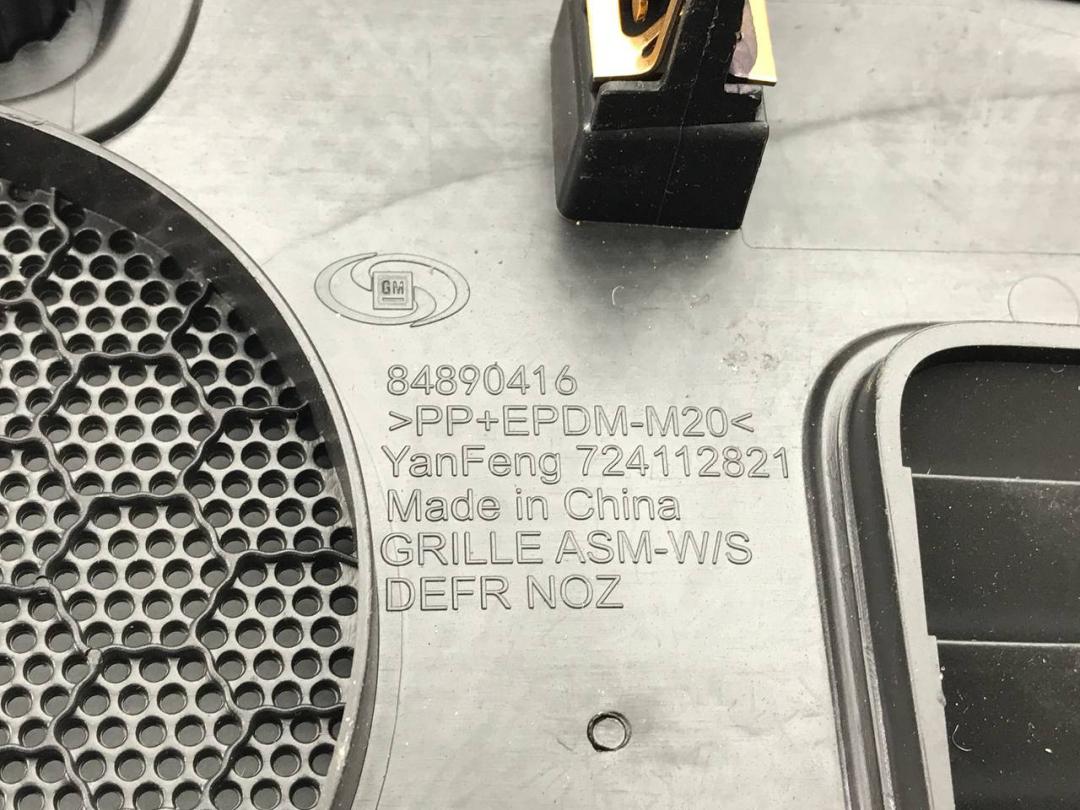 GM
84890416
>PP+EPDM-M20<
YanFeng 724112821
Made in China
GRILLE ASM-W/S
DEFR NOZ